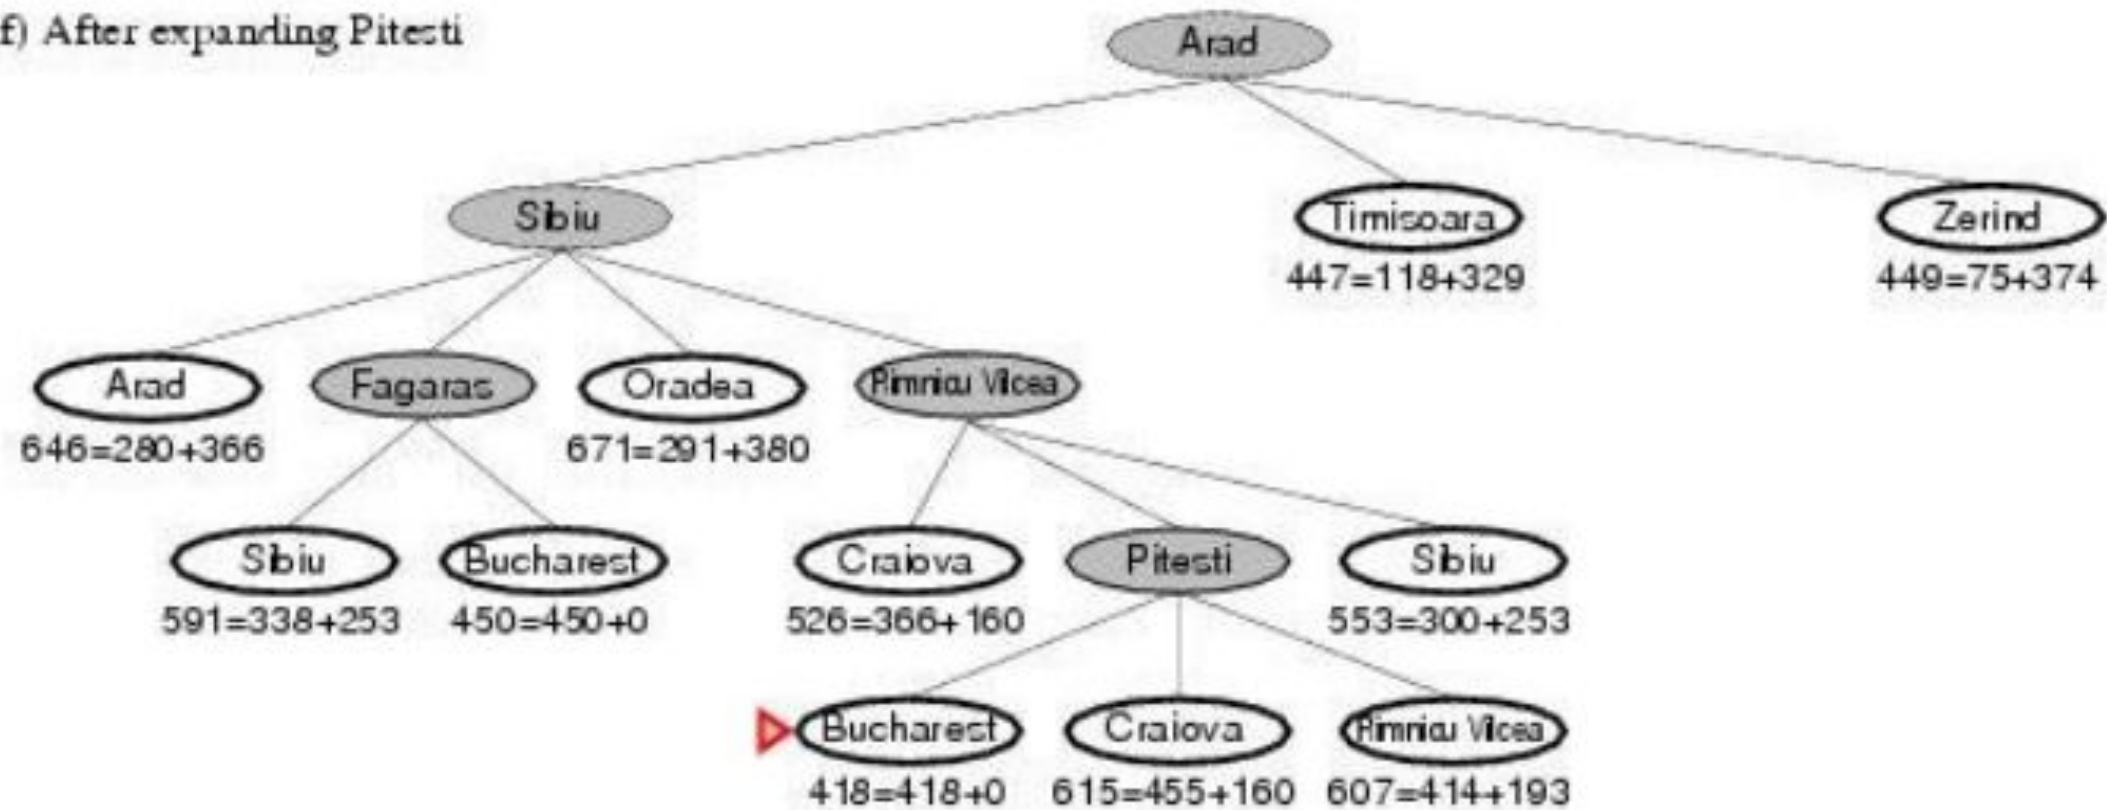 f) After expanding Pitesti
Arad
Sibiu
Timisoara
Zerind
447=118+329
449=75+374
Arad
Fagaras
Oradea
Rimnicu Vilcea
646=280+366
671=291+380
Sibiu
Bucharest
Craiova
Pitesti
Sibiu
591=338+253
450=450+0
526=366+160
553=300+253
Bucharest
Craiova
Rimnicu Vilcea
418=418+0
615=455+160
607=414+193